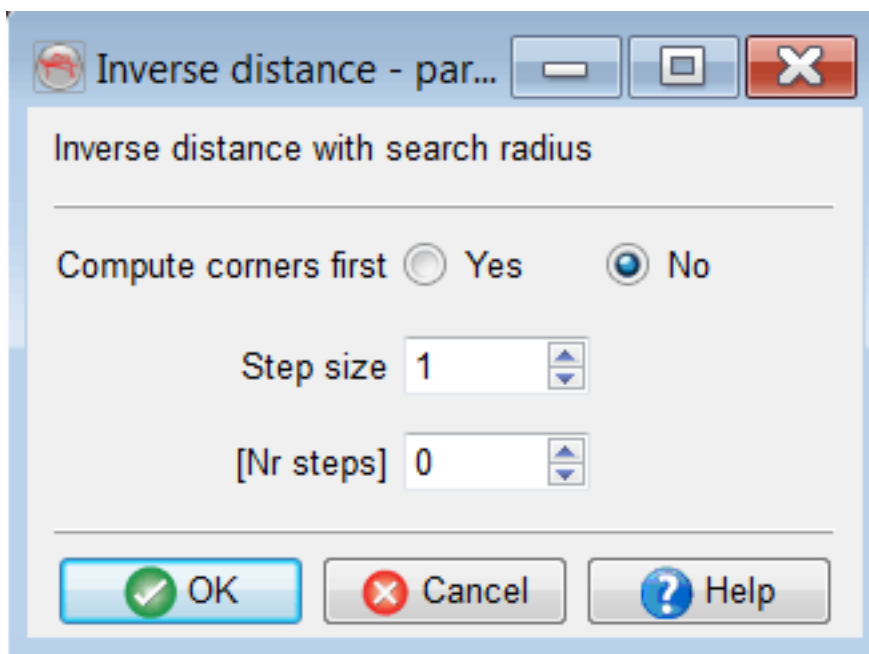 Inverse distance - par...
Inverse distance with search radius
Compute corners first Yes No
Step size 1
[Nr steps] 0
OK Cancel Help